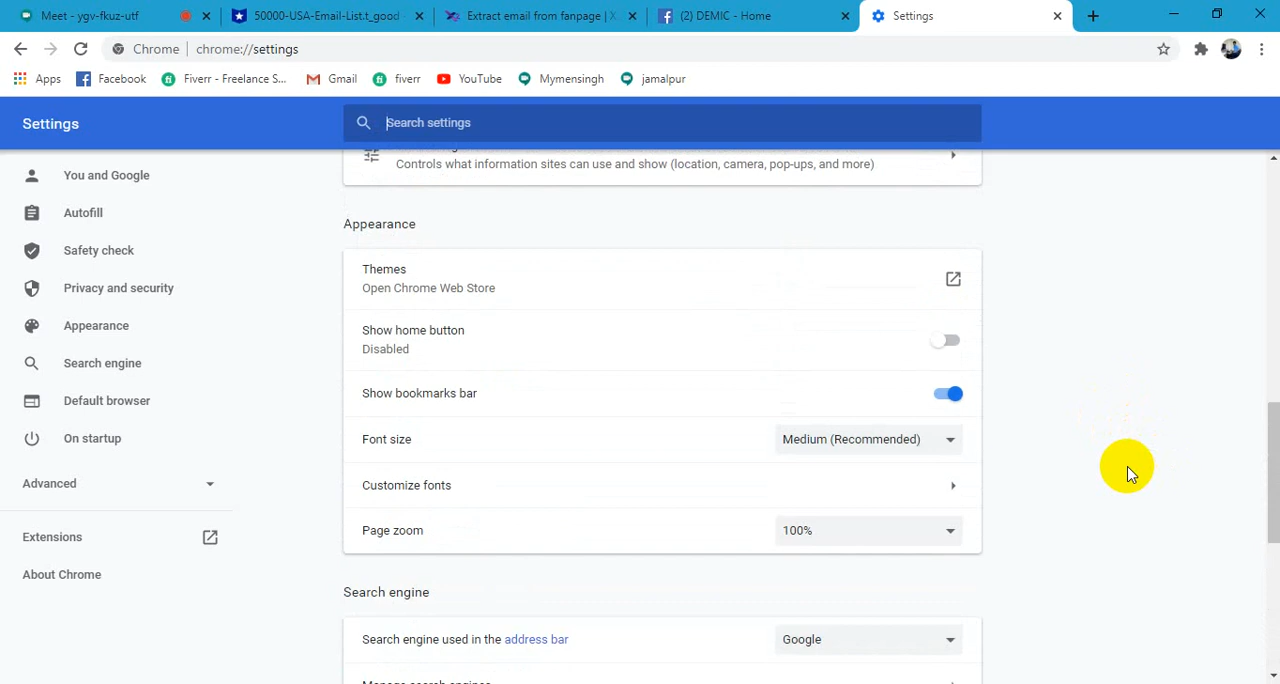 Meet - ygv-fkuz-utf
50000-USA-Email-List.t_good
Extract email from fanpage | X
(2) DEMIC - Home
Settings
Chrome
chrome://settings
Apps
Facebook
Fiverr - Freelance S...
Gmail
fiverr
YouTube
Mymensingh
jamalpur
Settings
Search settings
You and Google
Autofill
Safety check
Privacy and security
Appearance
Search engine
Default browser
On startup
Advanced
Extensions
About Chrome
Controls what information sites can use and show (location, camera, pop-ups, and more)
Appearance
Themes
Open Chrome Web Store
Show home button
Disabled
Show bookmarks bar
Font size
Medium (Recommended)
Customize fonts
Page zoom
100%
Search engine
Search engine used in the address bar
Google
Manage search engines